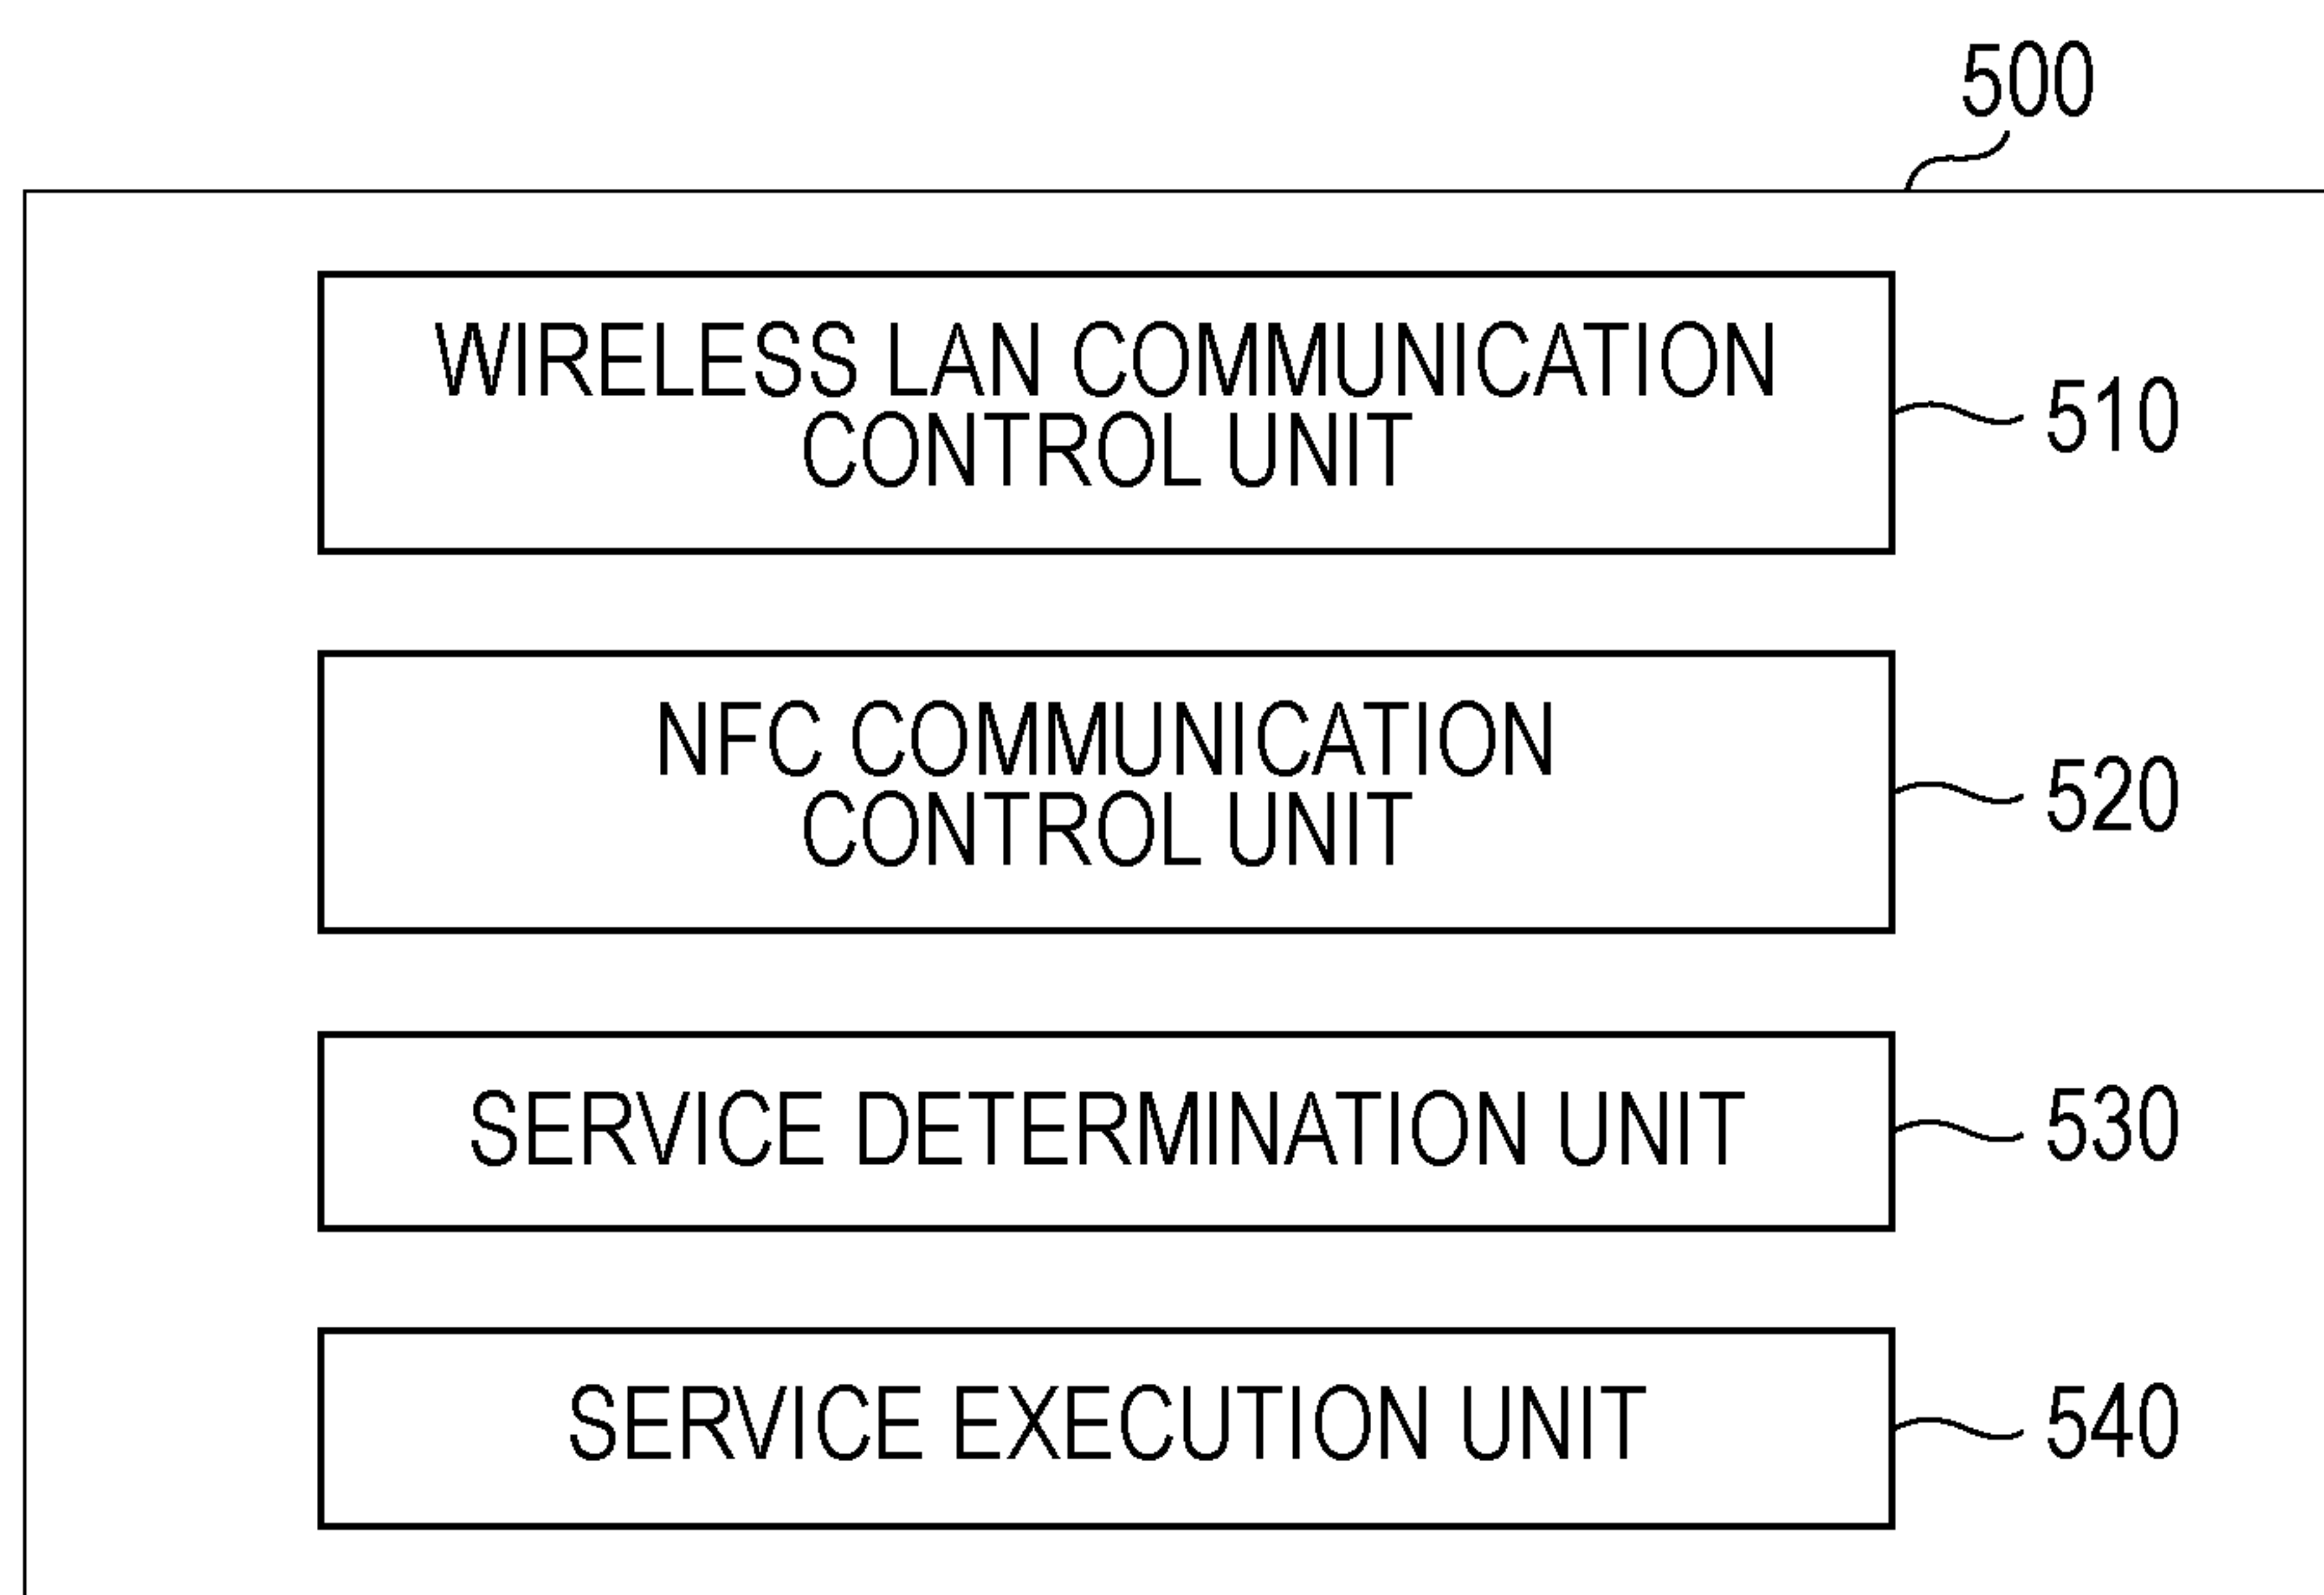 500
WIRELESS LAN COMMUNICATION
CONTROL UNIT
510
NFC COMMUNICATION
CONTROL UNIT
520
SERVICE DETERMINATION UNIT
530
SERVICE EXECUTION UNIT
540